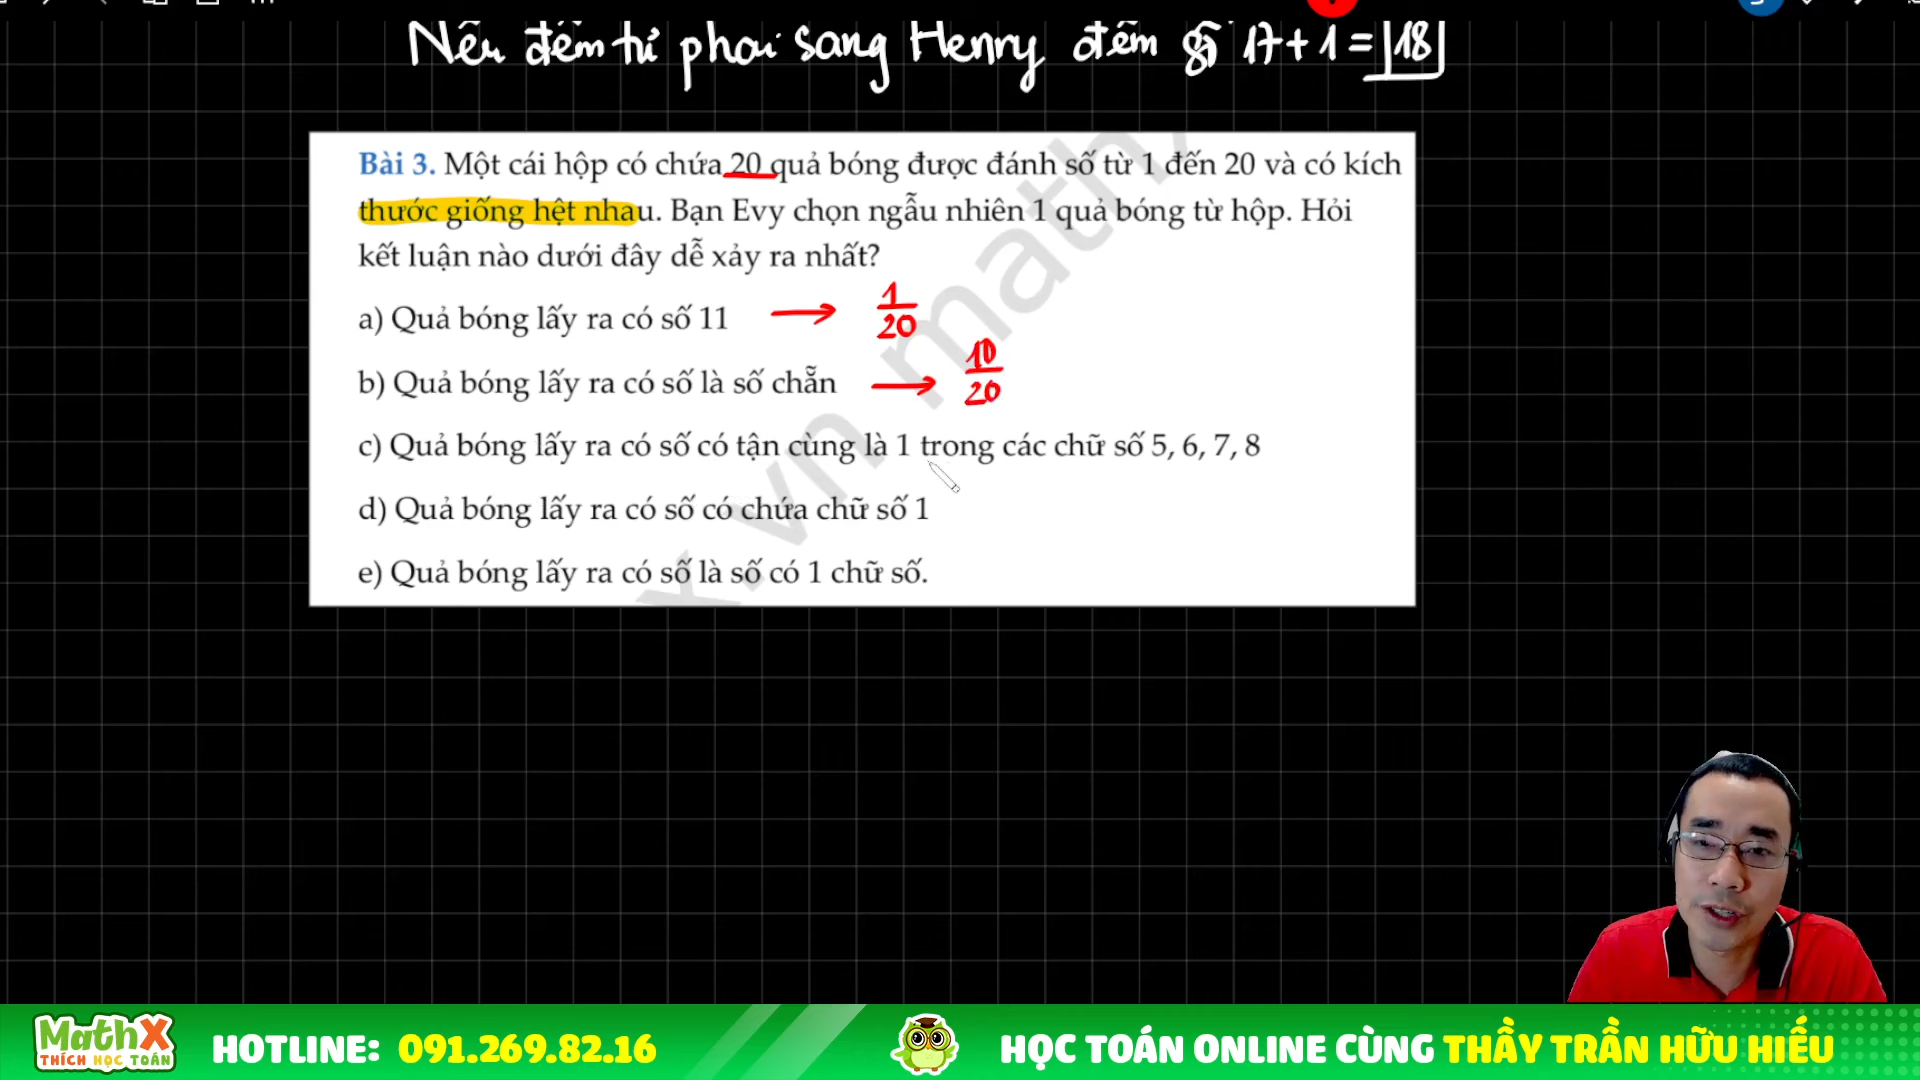 Nếu đếm từ phải sang Henry đếm số 17 + 1 = 18
Bài 3. Một cái hộp có chứa 20 quả bóng được đánh số từ 1 đến 20 và có kích
thước giống hệt nhau. Bạn Evy chọn ngẫu nhiên 1 quả bóng từ hộp. Hỏi
kết luận nào dưới đây dễ xảy ra nhất?
a) Quả bóng lấy ra có số 11 → 1/20
b) Quả bóng lấy ra có số là số chẵn → 10/20
c) Quả bóng lấy ra có số có tận cùng là 1 trong các chữ số 5, 6, 7, 8
d) Quả bóng lấy ra có số có chứa chữ số 1
e) Quả bóng lấy ra có số là số có 1 chữ số.
x.vn math
MathX
THÍCH HỌC TOÁN
HOTLINE: 091.269.82.16
HỌC TOÁN ONLINE CÙNG THẦY TRẦN HỮU HIẾU